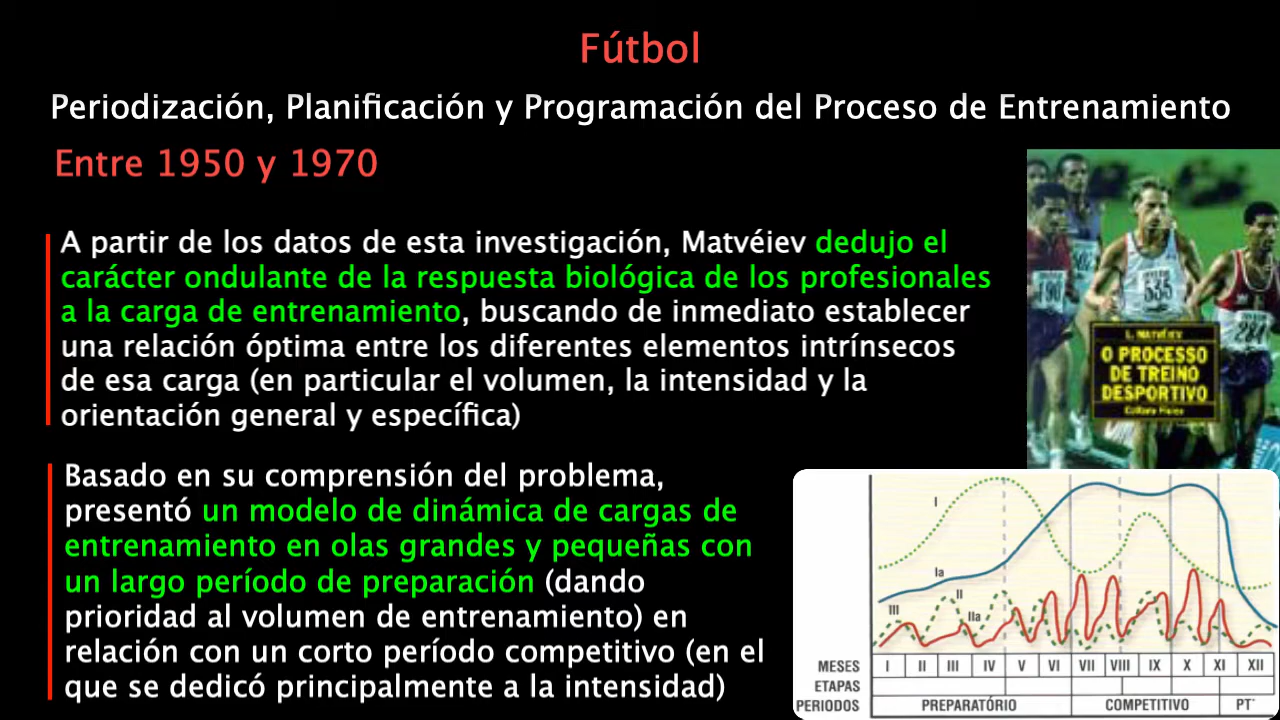 Fútbol
Periodización, Planificación y Programación del Proceso de Entrenamiento
Entre 1950 y 1970
A partir de los datos de esta investigación, Matvéiev dedujo el
carácter ondulante de la respuesta biológica de los profesionales
a la carga de entrenamiento, buscando de inmediato establecer
una relación óptima entre los diferentes elementos intrínsecos
de esa carga (en particular el volumen, la intensidad y la
orientación general y específica)
Basado en su comprensión del problema,
presentó un modelo de dinámica de cargas de
entrenamiento en olas grandes y pequeñas con
un largo período de preparación (dando
prioridad al volumen de entrenamiento) en
relación con un corto período competitivo (en el
que se dedicó principalmente a la intensidad)
535
L. MATVÉIEV
O PROCESSO
DE TREINO
DESPORTIVO
I
Ia
II
III
IIa
MESES I II III IV V VI VII VIII IX X XI XII
ETAPAS
PERIODOS PREPARATÓRIO COMPETITIVO PT